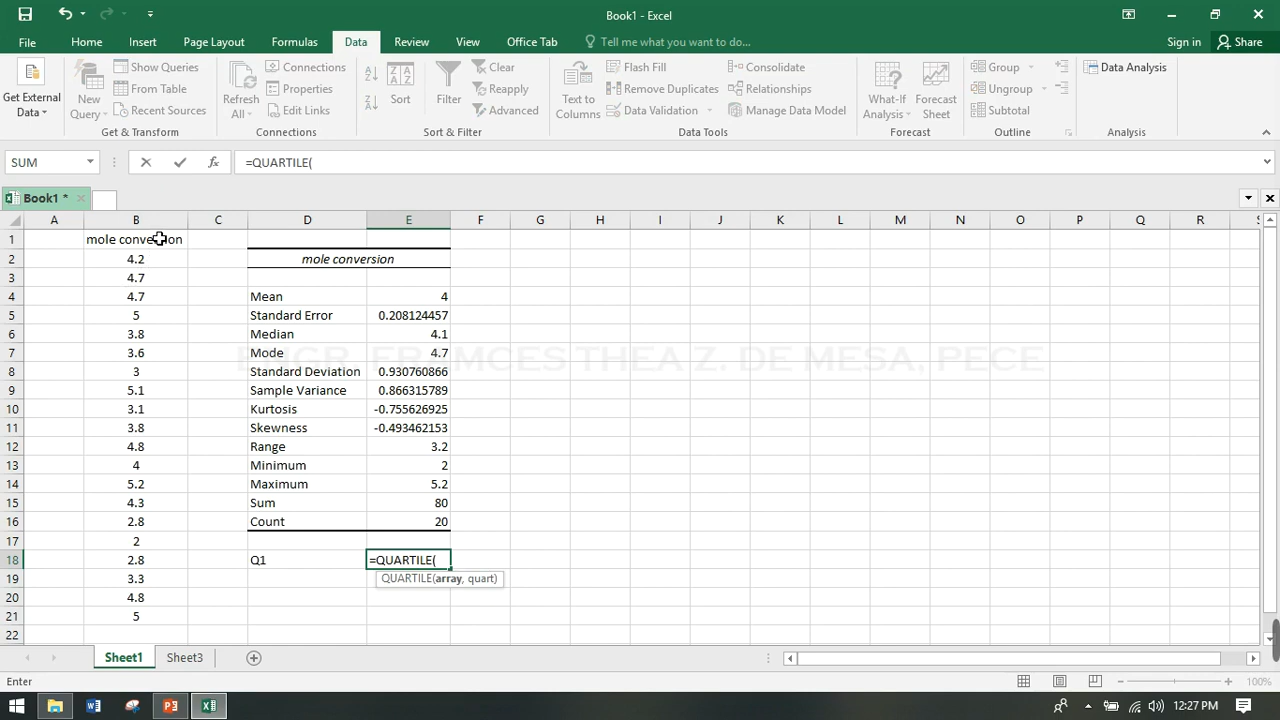 Book1 - Excel
File Home Insert Page Layout Formulas Data Review View Office Tab Tell me what you want to do... Sign in Share
Get External Data
New Query
Show Queries
From Table
Recent Sources
Get & Transform
Refresh All
Connections
Properties
Edit Links
Connections
Sort
Filter
Clear
Reapply
Advanced
Sort & Filter
Text to Columns
Flash Fill
Remove Duplicates
Data Validation
Consolidate
Relationships
Manage Data Model
Data Tools
What-If Analysis
Forecast Sheet
Forecast
Group
Ungroup
Subtotal
Outline
Data Analysis
Analysis
SUM fx =QUARTILE(
Book1 *
A B C D E F G H I J K L M N O P Q R S
1 mole conversion
2 4.2 mole conversion
3 4.7
4 4.7 Mean 4
5 5 Standard Error 0.208124457
6 3.8 Median 4.1
7 3.6 Mode 4.7
ENGR. FRAMCES THEA Z. DE MESA, PECE
8 3 Standard Deviation 0.930760866
9 5.1 Sample Variance 0.866315789
10 3.1 Kurtosis -0.755626925
11 3.8 Skewness -0.493462153
12 4.8 Range 3.2
13 4 Minimum 2
14 5.2 Maximum 5.2
15 4.3 Sum 80
16 2.8 Count 20
17 2
18 2.8 Q1 =QUARTILE(
QUARTILE(array, quart)
19 3.3
20 4.8
21 5
22
Sheet1 Sheet3
Enter 100%
12:27 PM